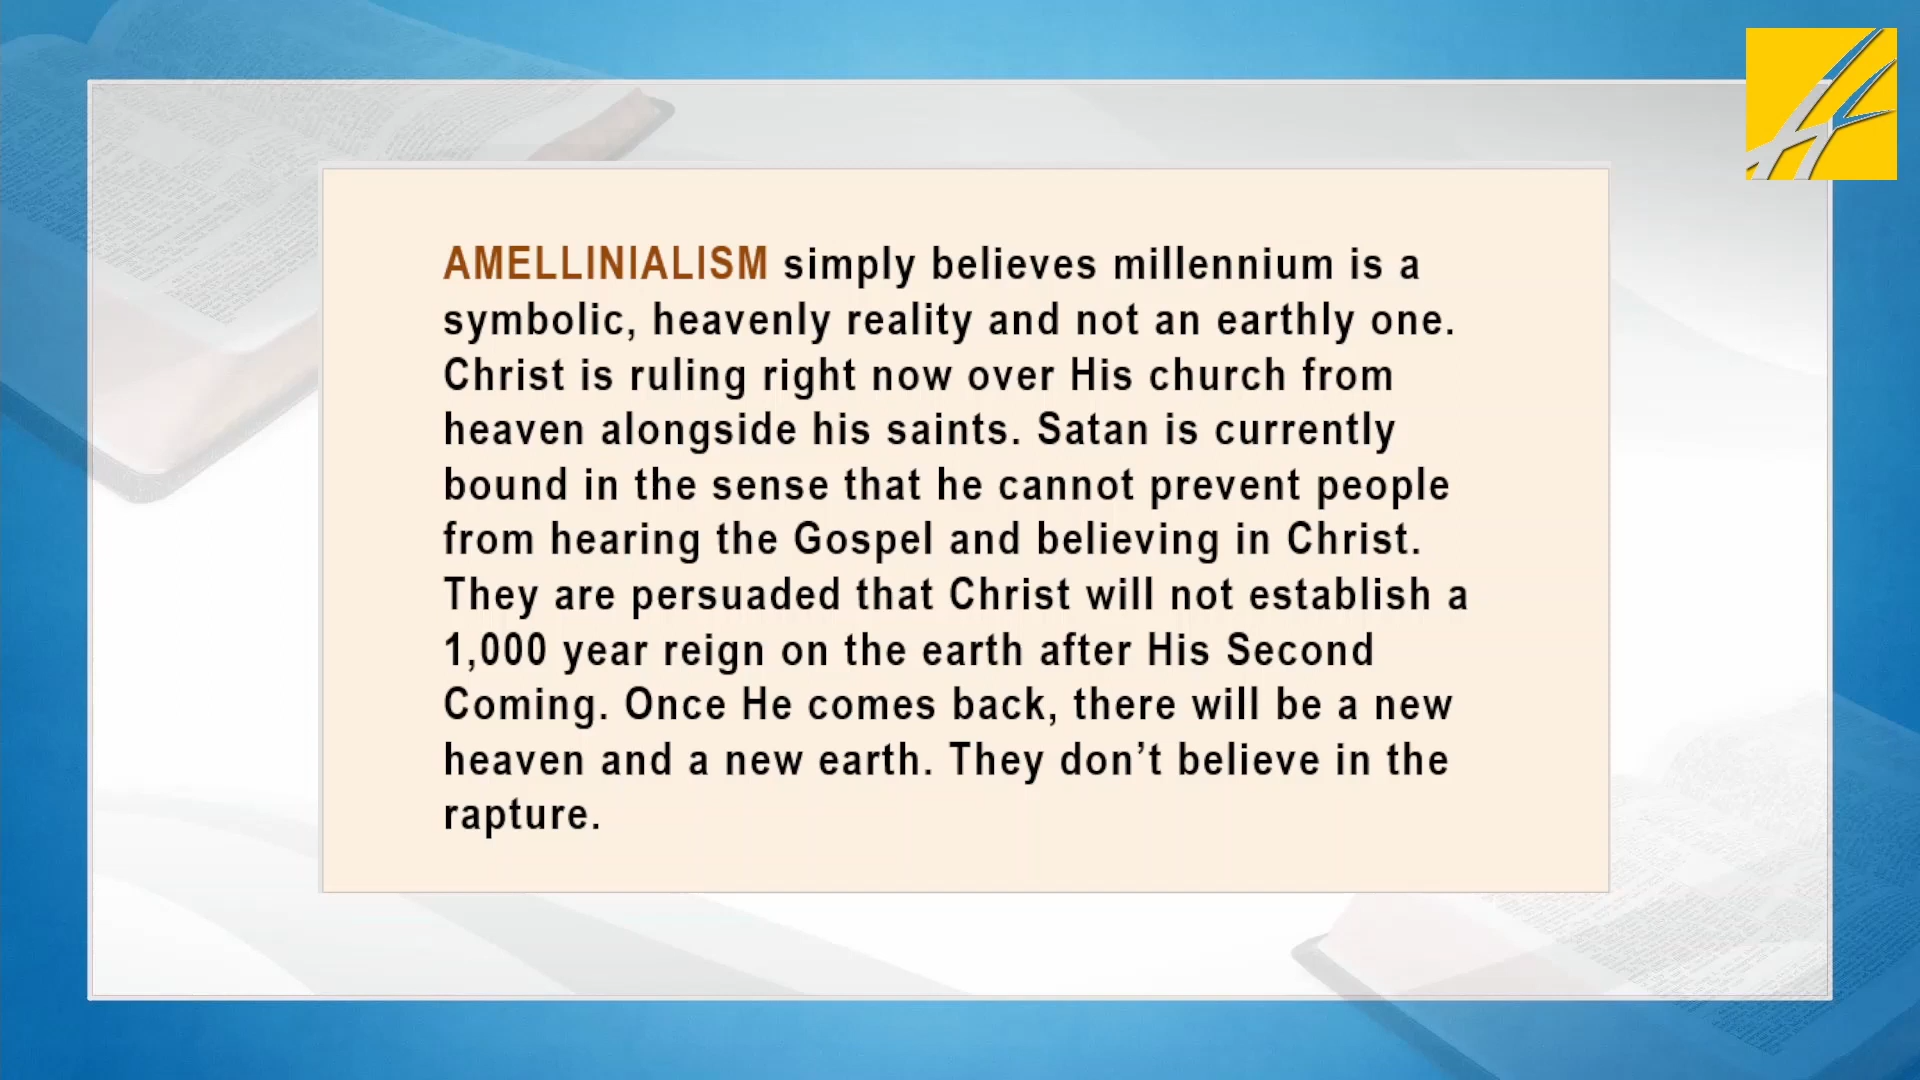 AMELLINIALISM simply believes millennium is a
symbolic, heavenly reality and not an earthly one.
Christ is ruling right now over His church from
heaven alongside his saints. Satan is currently
bound in the sense that he cannot prevent people
from hearing the Gospel and believing in Christ.
They are persuaded that Christ will not establish a
1,000 year reign on the earth after His Second
Coming. Once He comes back, there will be a new
heaven and a new earth. They don’t believe in the
rapture.